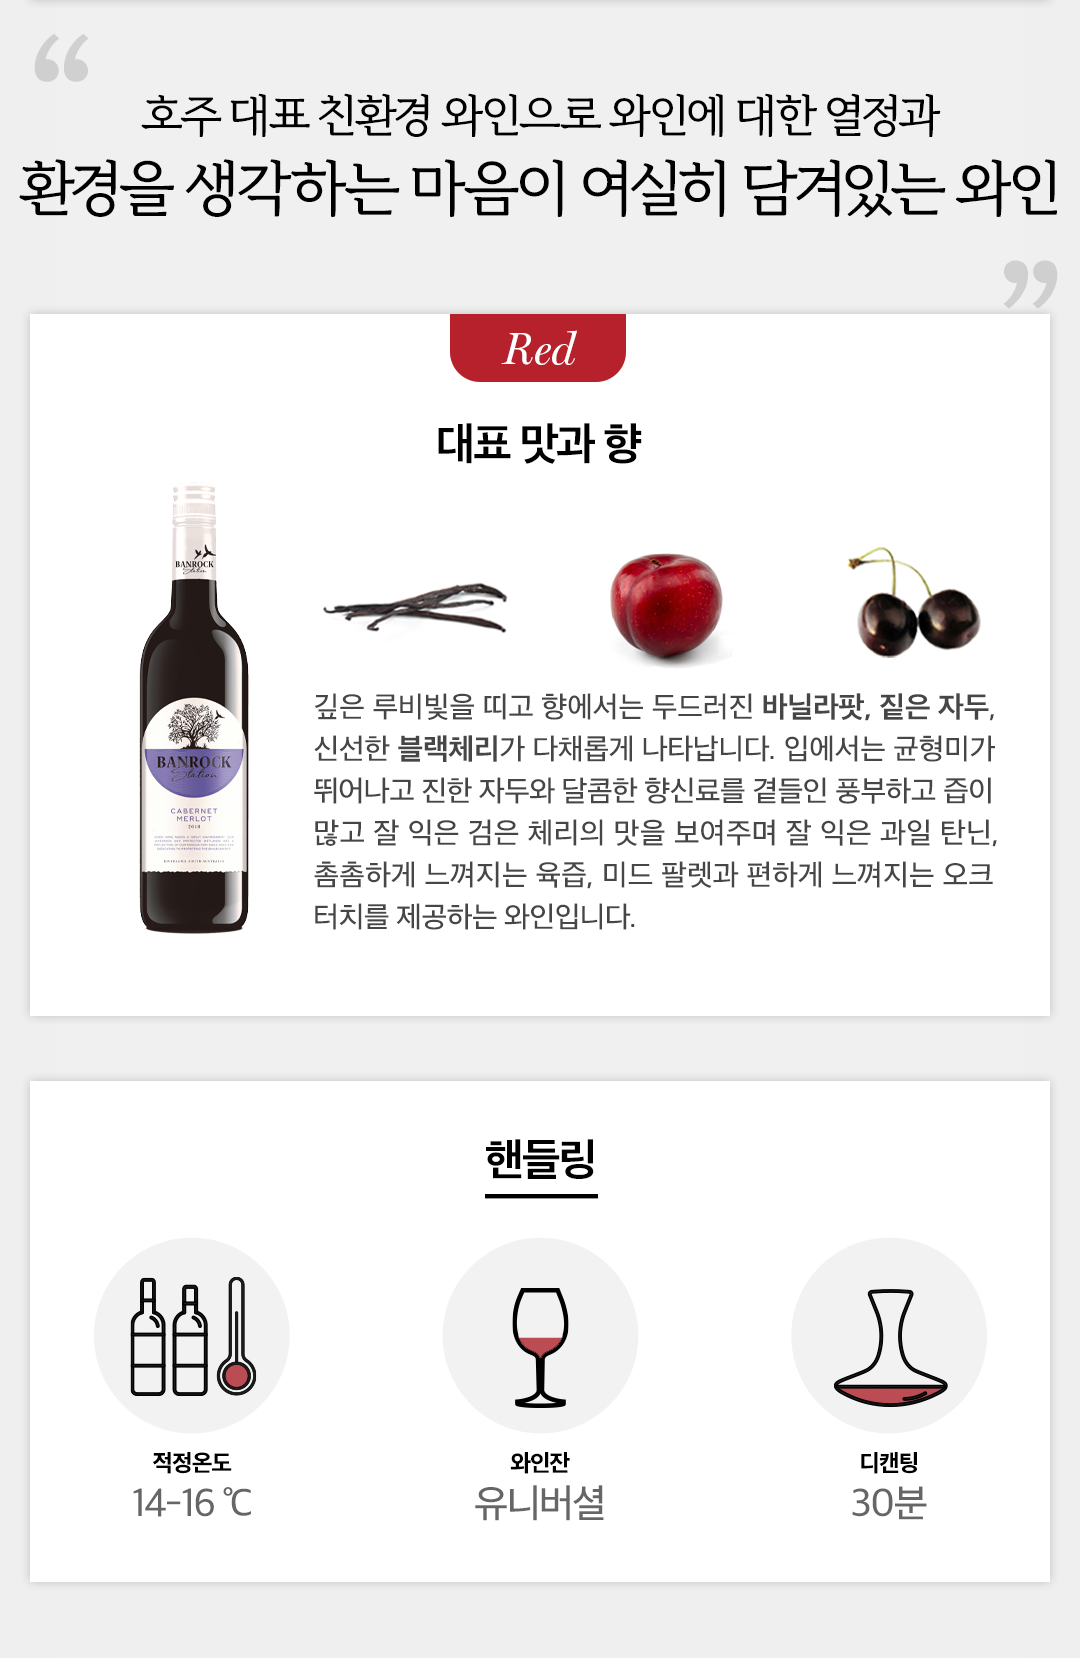 “
호주 대표 친환경 와인으로 와인에 대한 열정과
환경을 생각하는 마음이 여실히 담겨있는 와인
”
Red
대표 맛과 향
BANROCK
Station
BANROCK
Station
CABERNET
MERLOT
2018
깊은 루비빛을 띠고 향에서는 두드러진 바닐라팟, 짙은 자두,
신선한 블랙체리가 다채롭게 나타납니다. 입에서는 균형미가
뛰어나고 진한 자두와 달콤한 향신료를 곁들인 풍부하고 즙이
많고 잘 익은 검은 체리의 맛을 보여주며 잘 익은 과일 탄닌,
촘촘하게 느껴지는 육즙, 미드 팔렛과 편하게 느껴지는 오크
터치를 제공하는 와인입니다.
핸들링
적정온도
14-16 ℃
와인잔
유니버셜
디캔팅
30분